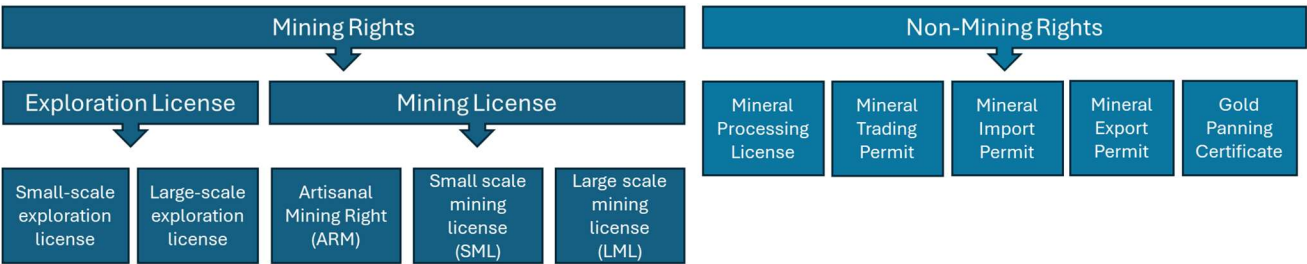 Mining Rights
Non-Mining Rights
Exploration License
Mining License
Mineral
Processing
License
Mineral
Trading
Permit
Mineral
Import
Permit
Mineral
Export
Permit
Gold
Panning
Certificate
Small-scale
exploration
license
Large-scale
exploration
license
Artisanal
Mining Right
(ARM)
Small scale
mining
license
(SML)
Large scale
mining
license
(LML)